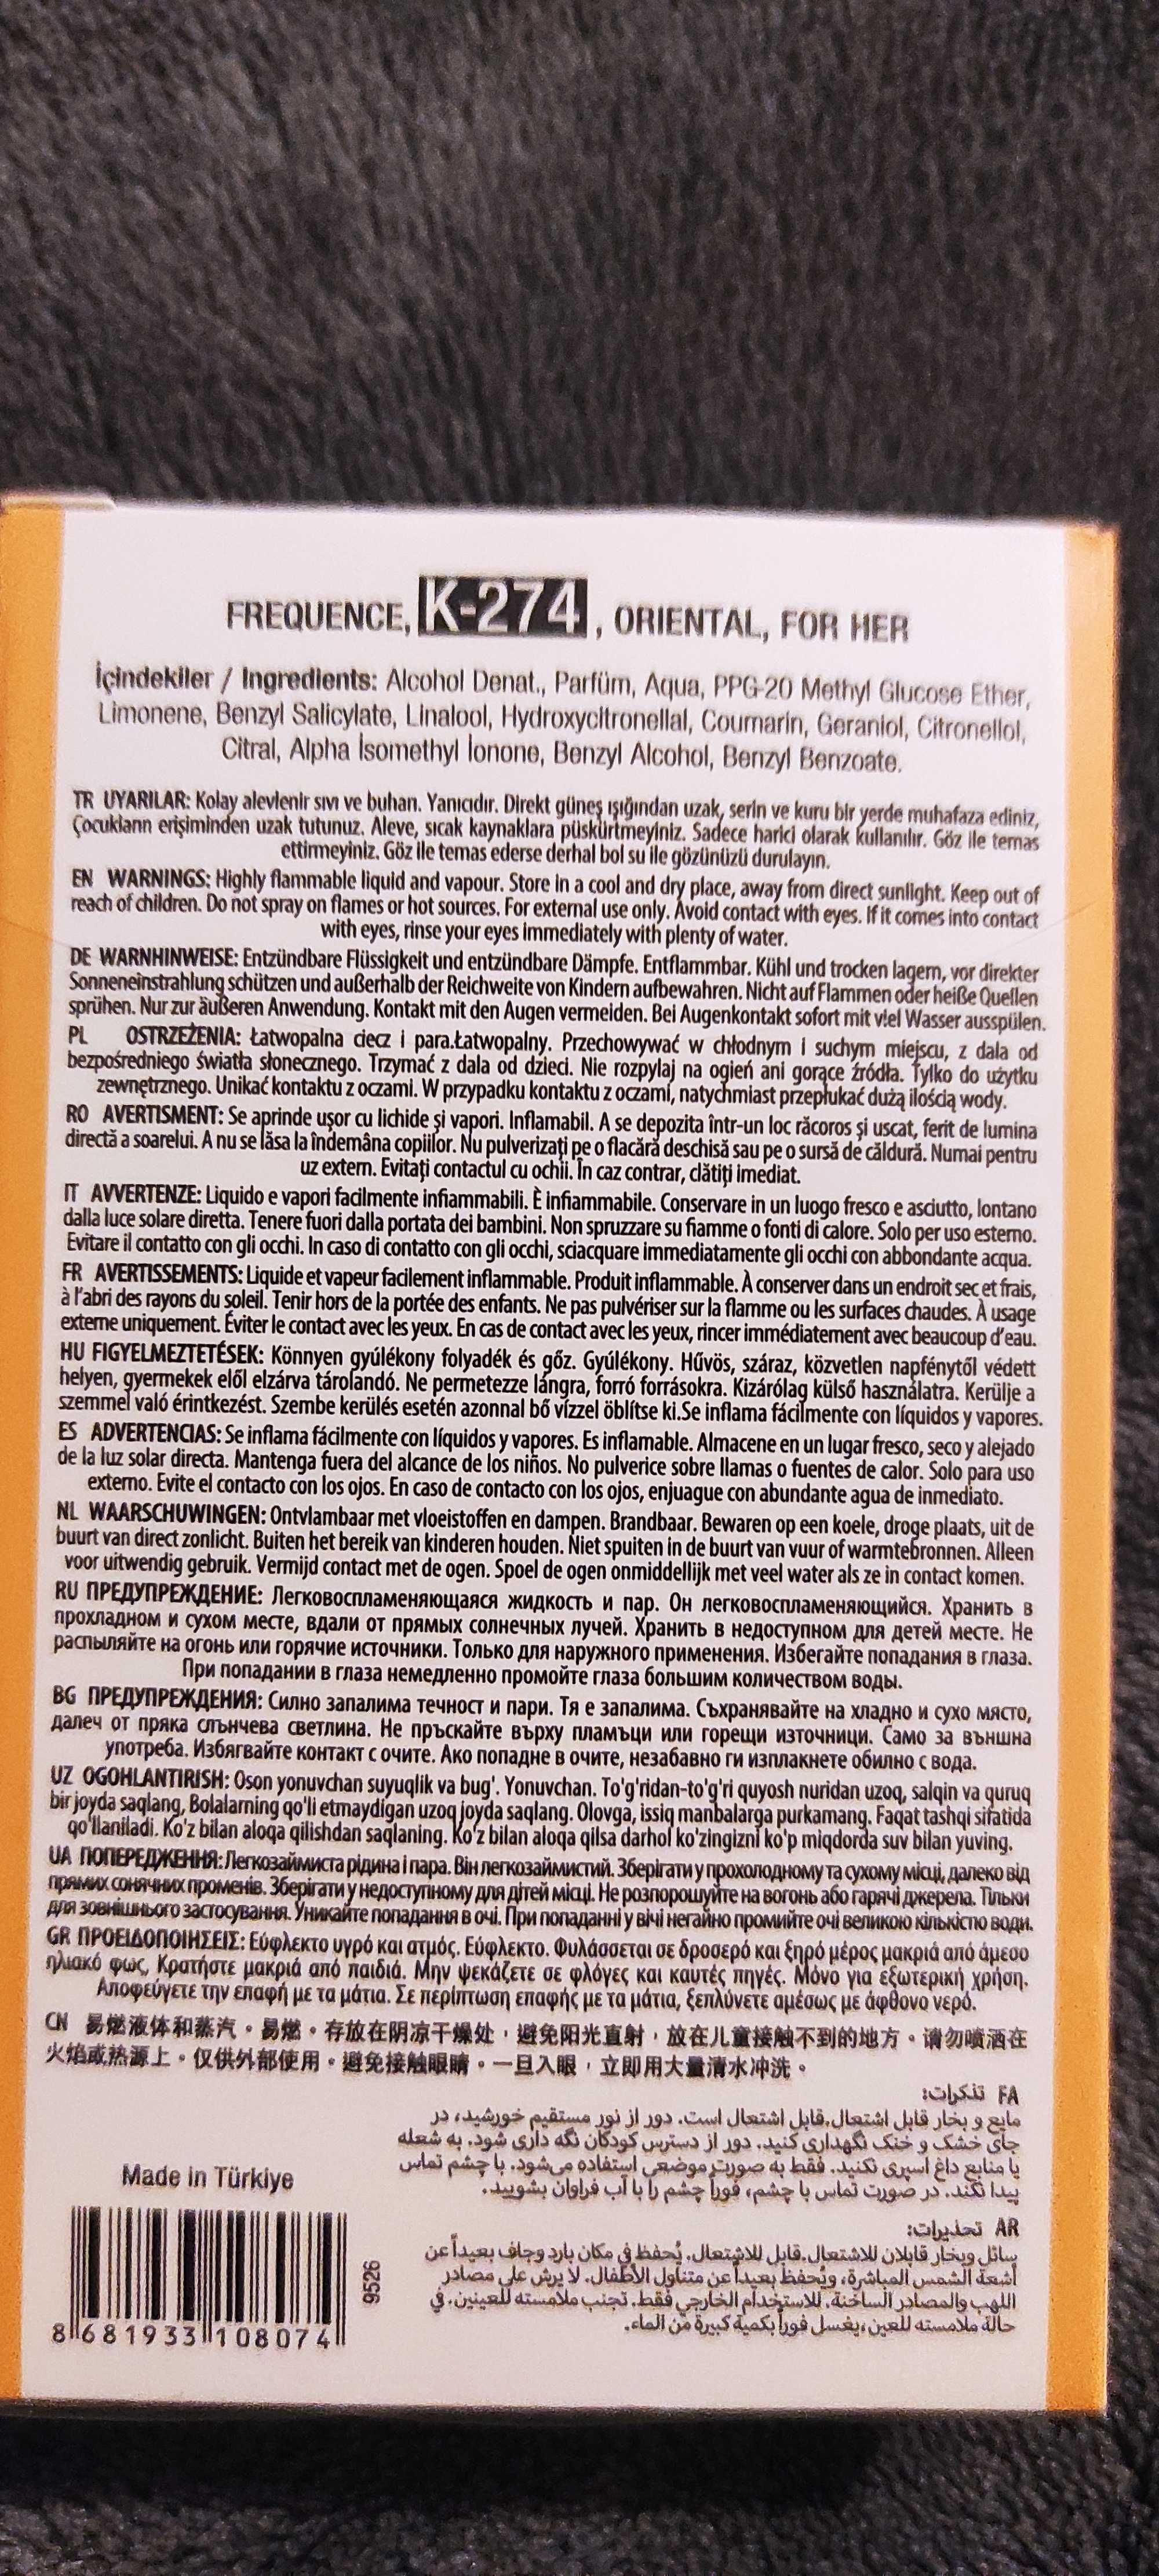 FREQUENCE, K-274 , ORIENTAL, FOR HER
İçindekiler / Ingredients: Alcohol Denat., Parfüm, Aqua, PPG-20 Methyl Glucose Ether,
Limonene, Benzyl Salicylate, Linalool, Hydroxycitronellal, Coumarin, Geraniol, Citronellol,
Citral, Alpha İsomethyl İonone, Benzyl Alcohol, Benzyl Benzoate.
TR UYARILAR: Kolay alevlenir sıvı ve buhan. Yanıcıdır. Direkt güneş ışığından uzak, serin ve kuru bir yerde muhafaza ediniz,
Çocukların erişiminden uzak tutunuz. Aleve, sıcak kaynaklara püskürtmeyiniz. Sadece harici olarak kullanılır. Göz ile temas
ettirmeyiniz. Göz ile temas ederse derhal bol su ile gözünüzü durulayın.
EN WARNINGS: Highly flammable liquid and vapour. Store in a cool and dry place, away from direct sunlight. Keep out of
reach of children. Do not spray on flames or hot sources. For external use only. Avoid contact with eyes. If it comes into contact
with eyes, rinse your eyes immediately with plenty of water.
DE WARNHINWEISE: Entzündbare Flüssigkeit und entzündbare Dämpfe. Entflammbar. Kühl und trocken lagern, vor direkter
Sonneneinstrahlung schützen und außerhalb der Reichweite von Kindern aufbewahren. Nicht auf Flammen oder heiße Quellen
sprühen. Nur zur äußeren Anwendung. Kontakt mit den Augen vermeiden. Bei Augenkontakt sofort mit viel Wasser ausspülen.
PL OSTRZEŻENIA: Łatwopalna ciecz i para.Łatwopalny. Przechowywać w chłodnym i suchym miejscu, z dala od
bezpośredniego światła słonecznego. Trzymać z dala od dzieci. Nie rozpylaj na ogień ani gorące źródła. Tylko do użytku
zewnętrznego. Unikać kontaktu z oczami. W przypadku kontaktu z oczami, natychmiast przepłukać dużą ilością wody.
RO AVERTISMENT: Se aprinde ușor cu lichide și vapori. Inflamabil. A se depozita într-un loc răcoros și uscat, ferit de lumina
directă a soarelui. A nu se lăsa la îndemâna copiilor. Nu pulverizați pe o flacără deschisă sau pe o sursă de căldură. Numai pentru
uz extern. Evitați contactul cu ochii. În caz contrar, clătiți imediat.
IT AVVERTENZE: Liquido e vapori facilmente infiammabili. È infiammabile. Conservare in un luogo fresco e asciutto, lontano
dalla luce solare diretta. Tenere fuori dalla portata dei bambini. Non spruzzare su fiamme o fonti di calore. Solo per uso esterno.
Evitare il contatto con gli occhi. In caso di contatto con gli occhi, sciacquare immediatamente gli occhi con abbondante acqua.
FR AVERTISSEMENTS: Liquide et vapeur facilement inflammable. Produit inflammable. À conserver dans un endroit sec et frais,
à l'abri des rayons du soleil. Tenir hors de la portée des enfants. Ne pas pulvériser sur la flamme ou les surfaces chaudes. À usage
externe uniquement. Éviter le contact avec les yeux. En cas de contact avec les yeux, rincer immédiatement avec beaucoup d'eau.
HU FIGYELMEZTETÉSEK: Könnyen gyúlékony folyadék és gőz. Gyúlékony. Hűvös, száraz, közvetlen napfénytől védett
helyen, gyermekek elől elzárva tárolandó. Ne permetezze lángra, forró forrásokra. Kizárólag külső használatra. Kerülje a
szemmel való érintkezést. Szembe kerülés esetén azonnal bő vízzel öblítse ki.Se inflama fácilmente con líquidos y vapores.
ES ADVERTENCIAS: Se inflama fácilmente con líquidos y vapores. Es inflamable. Almacene en un lugar fresco, seco y alejado
de la luz solar directa. Mantenga fuera del alcance de los niños. No pulverice sobre llamas o fuentes de calor. Solo para uso
externo. Evite el contacto con los ojos. En caso de contacto con los ojos, enjuague con abundante agua de inmediato.
NL WAARSCHUWINGEN: Ontvlambaar met vloeistoffen en dampen. Brandbaar. Bewaren op een koele, droge plaats, uit de
buurt van direct zonlicht. Buiten het bereik van kinderen houden. Niet spuiten in de buurt van vuur of warmtebronnen. Alleen
voor uitwendig gebruik. Vermijd contact met de ogen. Spoel de ogen onmiddellijk met veel water als ze in contact komen.
RU ПРЕДУПРЕЖДЕНИЕ: Легковоспламеняющаяся жидкость и пар. Он легковоспламеняющийся. Хранить в
прохладном и сухом месте, вдали от прямых солнечных лучей. Хранить в недоступном для детей месте. Не
распыляйте на огонь или горячие источники. Только для наружного применения. Избегайте попадания в глаза.
При попадании в глаза немедленно промойте глаза большим количеством воды.
BG ПРЕДУПРЕЖДЕНИЯ: Силно запалима течност и пари. Тя е запалима. Съхранявайте на хладно и сухо място,
далеч от пряка слънчева светлина. Не пръскайте върху пламъци или горещи източници. Само за външна
употреба. Избягвайте контакт с очите. Ако попадне в очите, незабавно ги изплакнете обилно с вода.
UZ OGOHLANTIRISH: Oson yonuvchan suyuqlik va bug'. Yonuvchan. To'g'ridan-to'g'ri quyosh nuridan uzoq, salqin va quruq
bir joyda saqlang, Bolalarning qo'li etmaydigan uzoq joyda saqlang. Olovga, issiq manbalarga purkamang. Faqat tashqi sifatida
qo'llaniladi. Ko'z bilan aloqa qilishdan saqlaning. Ko'z bilan aloqa qilsa darhol ko'zingizni ko'p miqdorda suv bilan yuving.
UA ПОПЕРЕДЖЕННЯ: Легкозаймиста рідина і пара. Він легкозаймистий. Зберігати у прохолодному та сухому місці, далеко від
прямих сонячних променів. Зберігати у недоступному для дітей місці. Не розпорошуйте на вогонь або гарячі джерела. Тільки
для зовнішнього застосування. Уникайте попадання в очі. При попаданні у вічі негайно промийте очі великою кількістю води.
GR ΠΡΟΕΙΔΟΠΟΙΗΣΕΙΣ: Εύφλεκτο υγρό και ατμός. Εύφλεκτο. Φυλάσσεται σε δροσερό και ξηρό μέρος μακριά από άμεσο
ηλιακό φως, Κρατήστε μακριά από παιδιά. Μην ψεκάζετε σε φλόγες και καυτές πηγές. Μόνο για εξωτερική χρήση.
Αποφεύγετε την επαφή με τα μάτια. Σε περίπτωση επαφής με τα μάτια, ξεπλύνετε αμέσως με άφθονο νερό.
CN 易燃液体和蒸汽。易燃。存放在阴凉干燥处，避免阳光直射，放在儿童接触不到的地方。请勿喷洒在
火焰或热源上。仅供外部使用。避免接触眼睛。一旦入眼，立即用大量清水冲洗。
FA تذکرات:
مایع و بخار قابل اشتعال.قابل اشتعال است. دور از نور مستقیم خورشید، در
جای خشک و خنک نگهداری کنید. دور از دسترس کودکان نگه داری شود. به شعله
یا منابع داغ اسپری نکنید. فقط به صورت موضعی استفاده می‌شود. با چشم تماس
پیدا نکند. در صورت تماس با چشم، فوراً چشم را با آب فراوان بشویید.
AR تحذيرات:
سائل وبخار قابلان للاشتعال.قابل للاشتعال. يُحفظ في مكان بارد وجاف بعيداً عن
أشعة الشمس المباشرة، ويُحفظ بعيداً عن متناول الأطفال. لا يرش على مصادر
اللهب والمصادر الساخنة. للاستخدام الخارجي فقط. تجنب ملامسته للعينين. في
حالة ملامسته للعين، يغسل فوراً بكمية كبيرة من الماء.
Made in Türkiye
9526
8 681933 108074